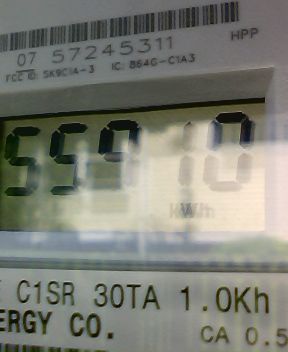 HPP
07 57245311
FCC ID: SK9C1A-3 IC: 864G-C1A3
kWh
C1SR 30TA 1.0Kh
ERGY CO.
CA 0.5